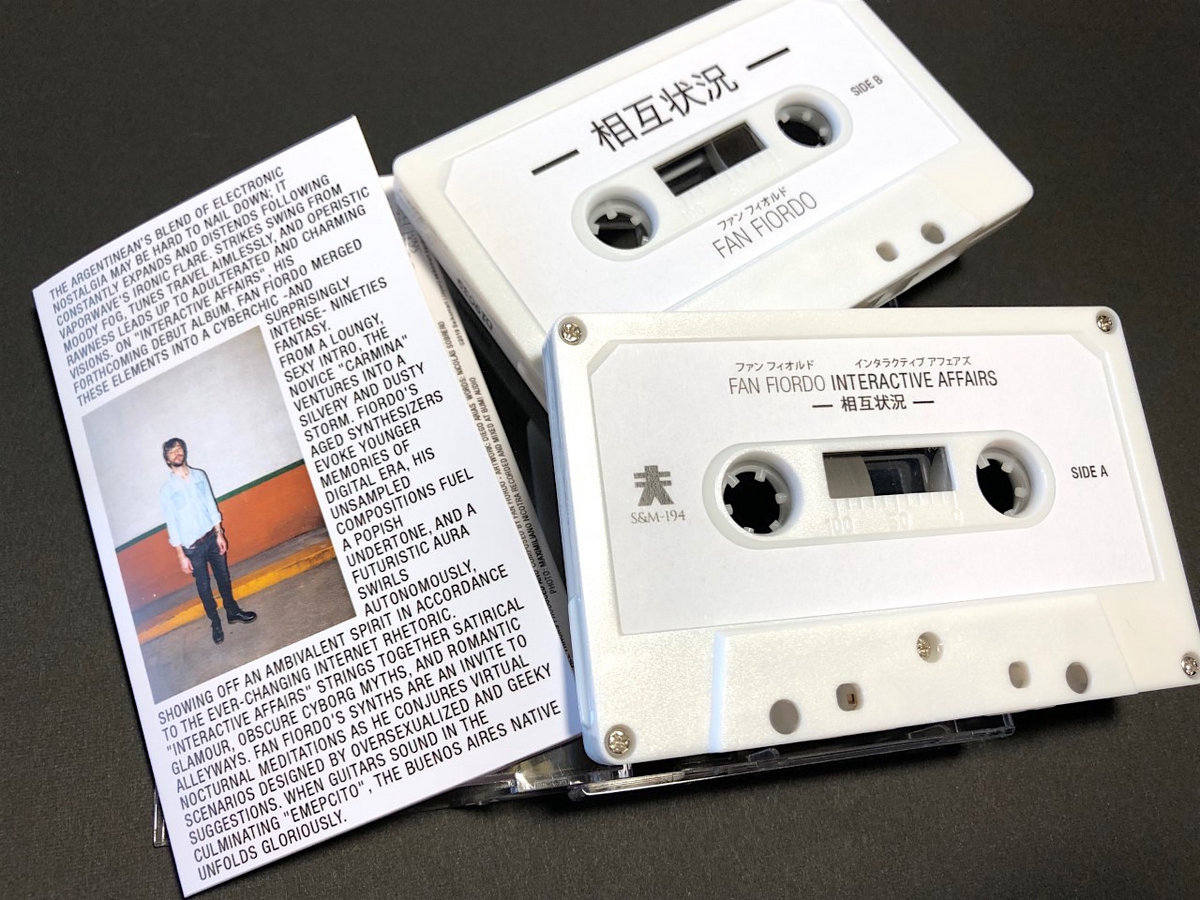 THE ARGENTINEAN'S BLEND OF ELECTRONIC
NOSTALGIA MAY BE HARD TO NAIL DOWN; IT
CONSTANTLY EXPANDS AND DISTENDS FOLLOWING
VAPORWAVE'S IRONIC FLARE. STRIKES SWING FROM
MOODY FOG, TUNES TRAVEL AIMLESSLY, AND OPERISTIC
RAWNESS LEADS UP TO ADULTERATED AND CHARMING
VISIONS. ON "INTERACTIVE AFFAIRS", HIS
FORTHCOMING DEBUT ALBUM, FAN FIORDO MERGED
THESE ELEMENTS INTO A CYBERCHIC -AND
SURPRISINGLY
INTENSE- NINETIES
FANTASY.
FROM A LOUNGY,
SEXY INTRO, THE
NOVICE "CARMINA"
VENTURES INTO A
SILVERY AND DUSTY
STORM. FIORDO'S
AGED SYNTHESIZERS
EVOKE YOUNGER
MEMORIES OF
DIGITAL ERA, HIS
UNSAMPLED
COMPOSITIONS FUEL
A POPISH
UNDERTONE, AND A
FUTURISTIC AURA
SWIRLS
AUTONOMOUSLY,
SHOWING OFF AN AMBIVALENT SPIRIT IN ACCORDANCE
TO THE EVER-CHANGING INTERNET RHETORIC.
"INTERACTIVE AFFAIRS" STRINGS TOGETHER SATIRICAL
GLAMOUR, OBSCURE CYBORG MYTHS, AND ROMANTIC
ALLEYWAYS. FAN FIORDO'S SYNTHS ARE AN INVITE TO
NOCTURNAL MEDITATIONS AS HE CONJURES VIRTUAL
SCENARIOS DESIGNED BY OVERSEXUALIZED AND GEEKY
SUGGESTIONS. WHEN GUITARS SOUND IN THE
CULMINATING "EMEPCITO", THE BUENOS AIRES NATIVE
UNFOLDS GLORIOUSLY.
— 相互状況 —
SIDE B
ファン フィオルド
FAN FIORDO
ファン フィオルド インタラクティブ アフェアズ
FAN FIORDO INTERACTIVE AFFAIRS
— 相互状況 —
S&M-194
SIDE A
100 50